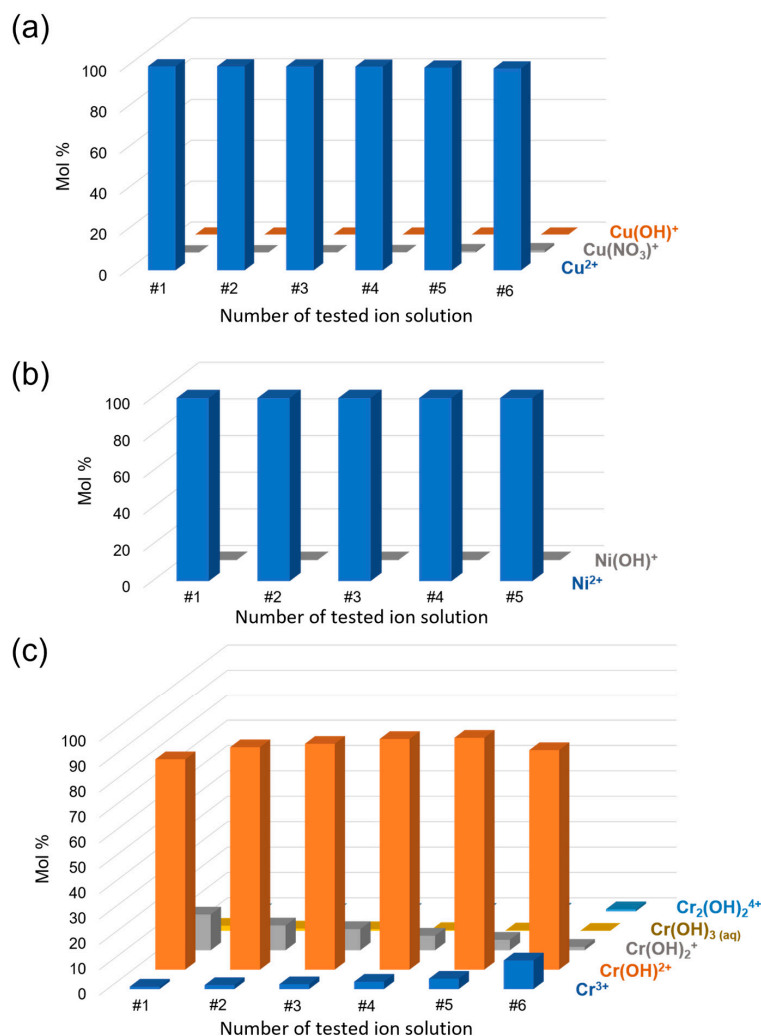 (a)
100
80
60
40
20
0
Mol %
#1 #2 #3 #4 #5 #6
Cu(OH)⁺
Cu(NO₃)⁺
Cu²⁺
Number of tested ion solution
(b)
100
80
60
40
20
0
Mol %
#1 #2 #3 #4 #5
Ni(OH)⁺
Ni²⁺
Number of tested ion solution
(c)
100
90
80
70
60
50
40
30
20
10
0
Mol %
#1 #2 #3 #4 #5 #6
Cr₂(OH)₂⁴⁺
Cr(OH)₃ (aq)
Cr(OH)₂⁺
Cr(OH)²⁺
Cr³⁺
Number of tested ion solution